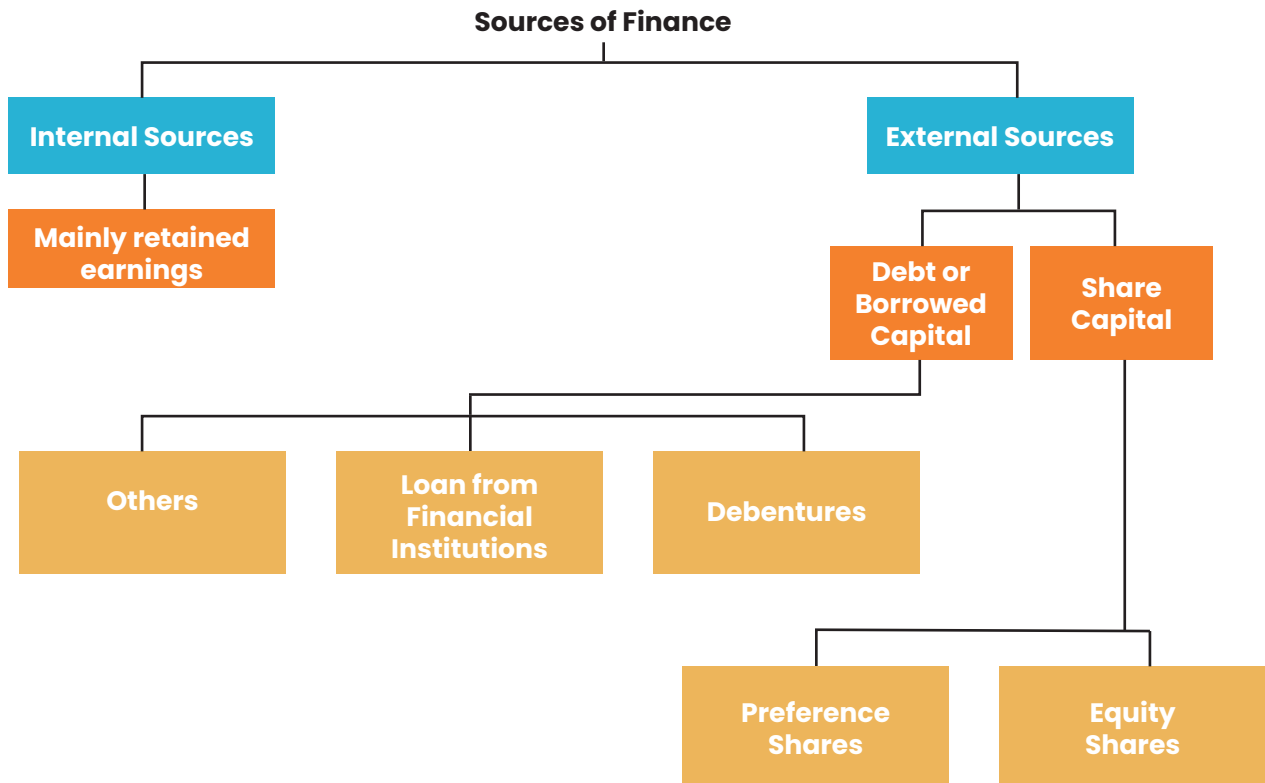 Sources of Finance
Internal Sources
External Sources
Mainly retained
earnings
Debt or
Borrowed
Capital
Share
Capital
Others
Loan from
Financial
Institutions
Debentures
Preference
Shares
Equity
Shares